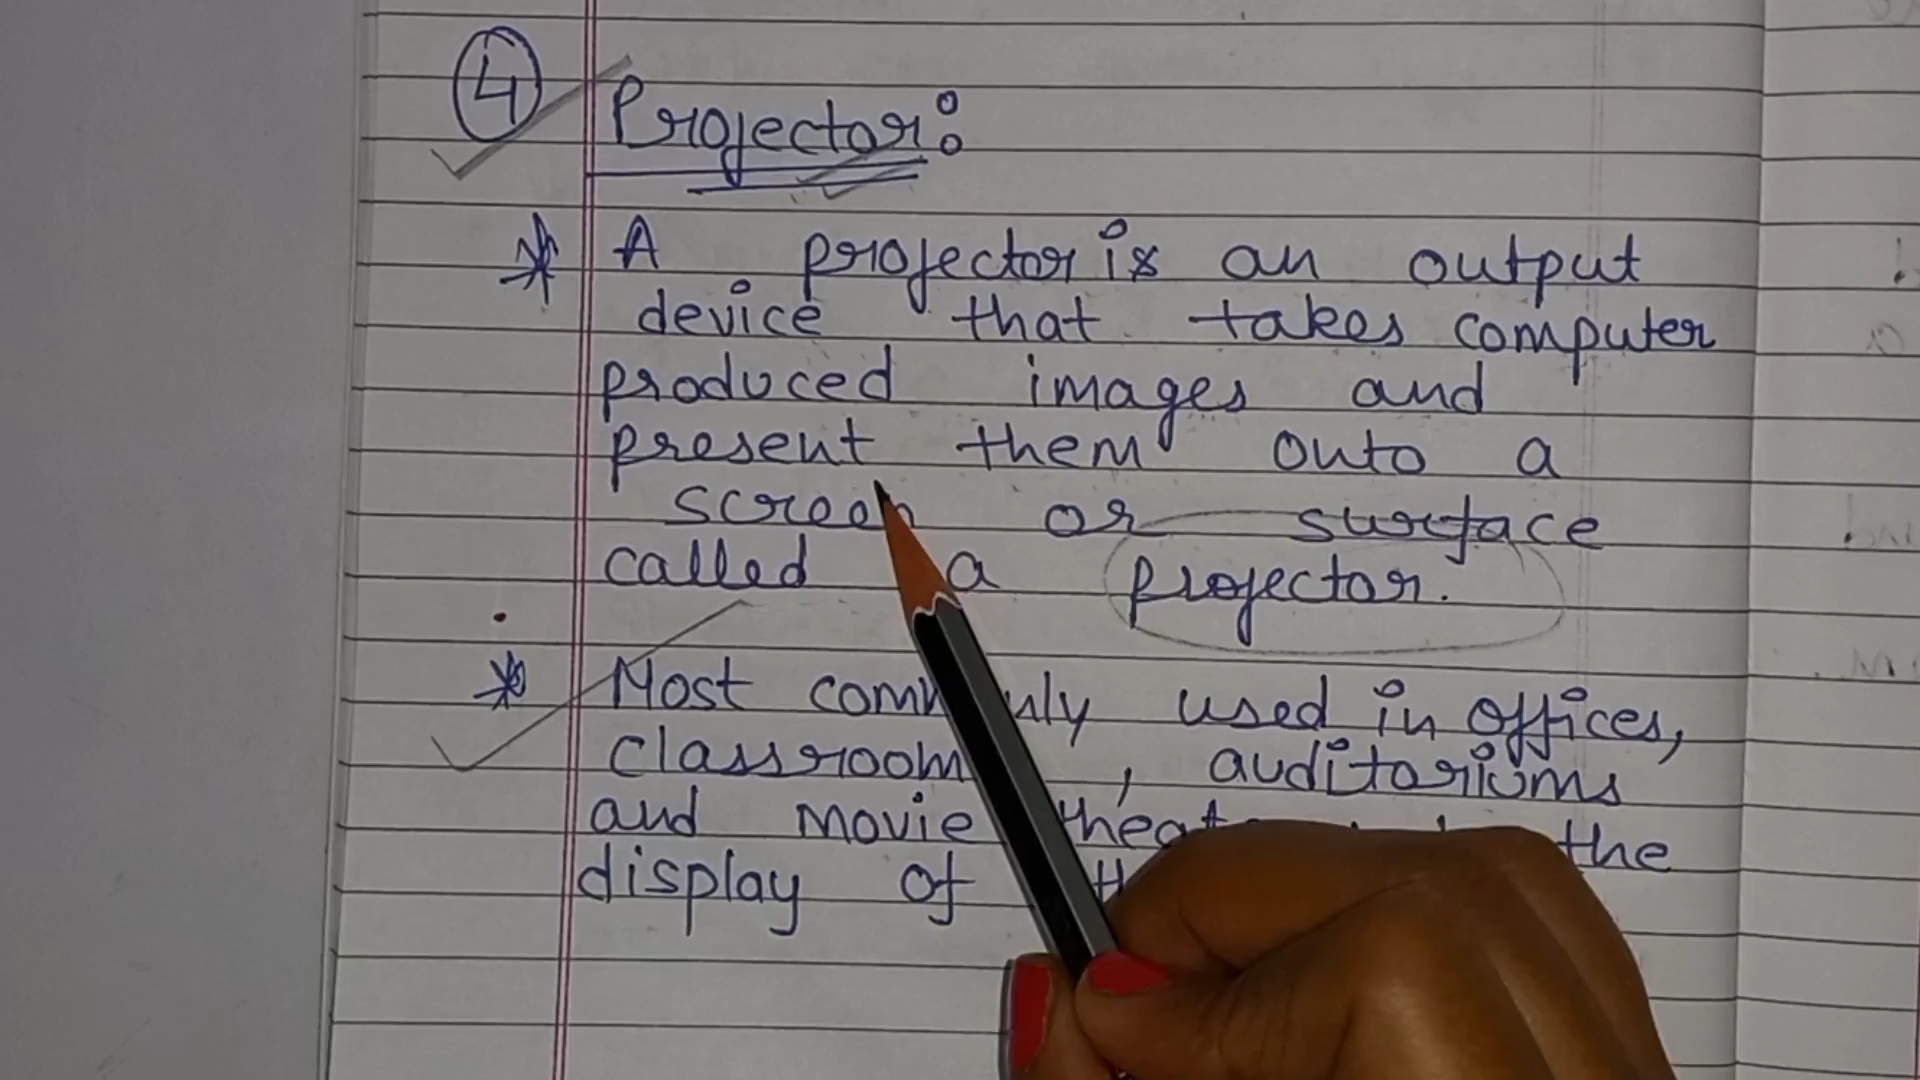 4 Projector:
* A projector is an output
device that takes computer
produced images and
present them onto a
screen or surface
called a projector.
* Most used in offices,
classroom, auditoriums
and movie the
display of